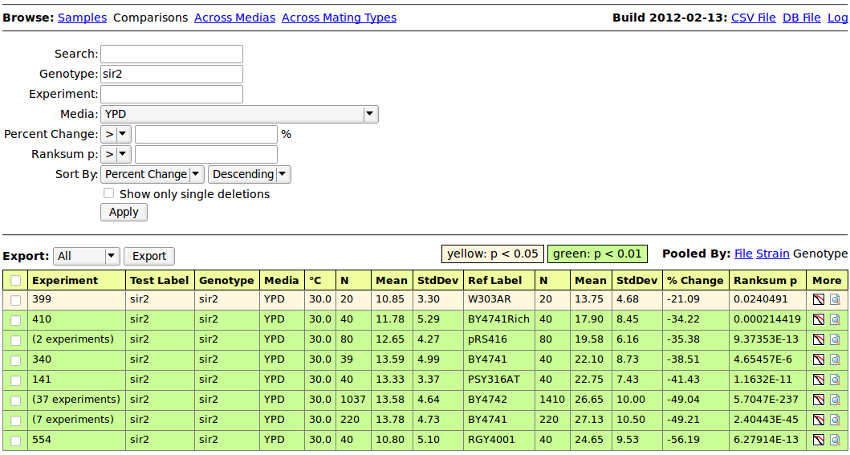 Browse: Samples Comparisons Across Medias Across Mating Types Build 2012-02-13: CSV File DB File Log
Search:
Genotype: sir2
Experiment:
Media: YPD
Percent Change: > %
Ranksum p: >
Sort By: Percent Change Descending
Show only single deletions
Apply
Export: All Export yellow: p < 0.05 green: p < 0.01 Pooled By: File Strain Genotype
Experiment Test Label Genotype Media °C N Mean StdDev Ref Label N Mean StdDev % Change Ranksum p More
399 sir2 sir2 YPD 30.0 20 10.85 3.30 W303AR 20 13.75 4.68 -21.09 0.0240491
410 sir2 sir2 YPD 30.0 40 11.78 5.29 BY4741Rich 40 17.90 8.45 -34.22 0.000214419
(2 experiments) sir2 sir2 YPD 30.0 80 12.65 4.27 pRS416 80 19.58 6.16 -35.38 9.37353E-13
340 sir2 sir2 YPD 30.0 39 13.59 4.99 BY4741 40 22.10 8.73 -38.51 4.65457E-6
141 sir2 sir2 YPD 30.0 40 13.33 3.37 PSY316AT 40 22.75 7.43 -41.43 1.1632E-11
(37 experiments) sir2 sir2 YPD 30.0 1037 13.58 4.64 BY4742 1410 26.65 10.00 -49.04 5.7047E-237
(7 experiments) sir2 sir2 YPD 30.0 220 13.78 4.73 BY4741 220 27.13 10.50 -49.21 2.40443E-45
554 sir2 sir2 YPD 30.0 40 10.80 5.10 RGY4001 40 24.65 9.53 -56.19 6.27914E-13